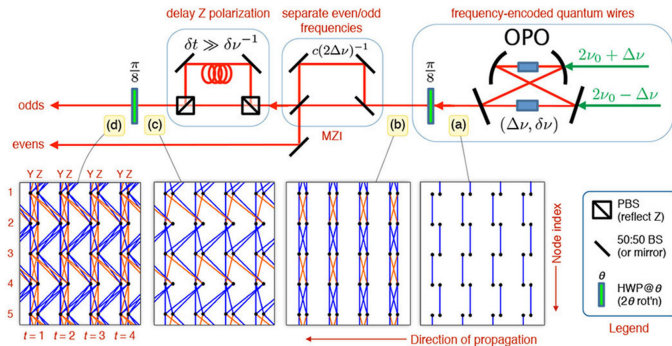 delay Z polarization
separate even/odd
frequencies
frequency-encoded quantum wires
δt ≫ δν⁻¹
c(2Δν)⁻¹
OPO
2ν₀ + Δν
2ν₀ − Δν
(Δν, δν)
π/8
π/8
odds
evens
MZI
(d)
(c)
(b)
(a)
Y Z Y Z Y Z Y Z
1
2
3
4
5
t = 1 t = 2 t = 3 t = 4
Node index
Direction of propagation
PBS
(reflect Z)
50:50 BS
(or mirror)
θ
HWP@θ
(2θ rot'n)
Legend